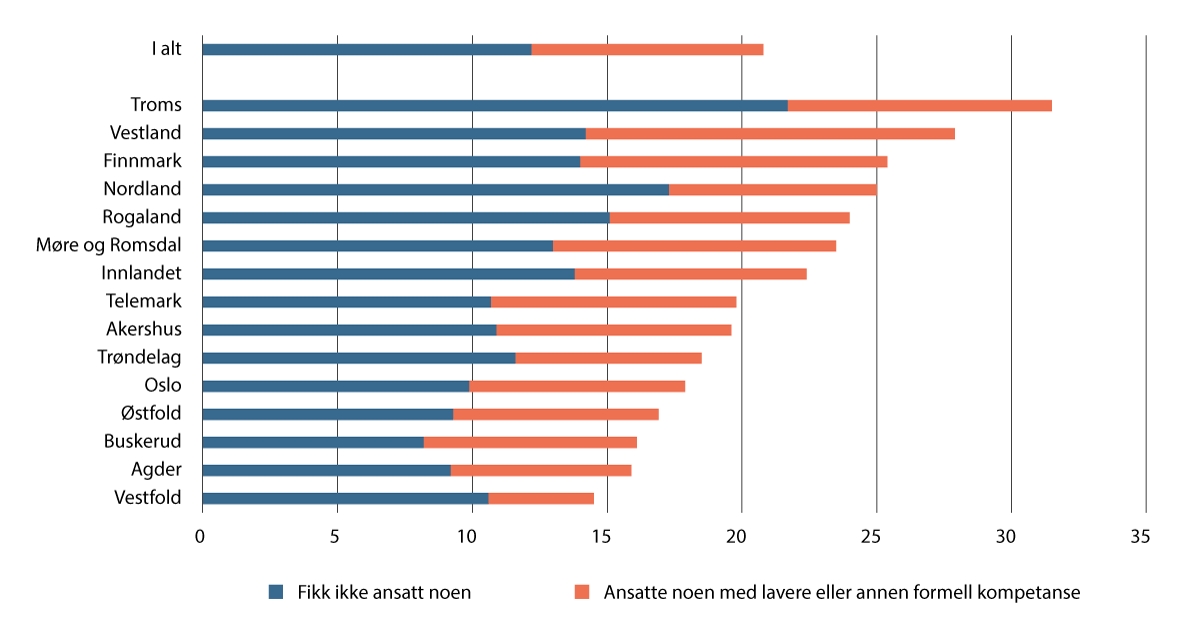 I alt
Troms
Vestland
Finnmark
Nordland
Rogaland
Møre og Romsdal
Innlandet
Telemark
Akershus
Trøndelag
Oslo
Østfold
Buskerud
Agder
Vestfold
0 5 10 15 20 25 30 35
Fikk ikke ansatt noen Ansatte noen med lavere eller annen formell kompetanse